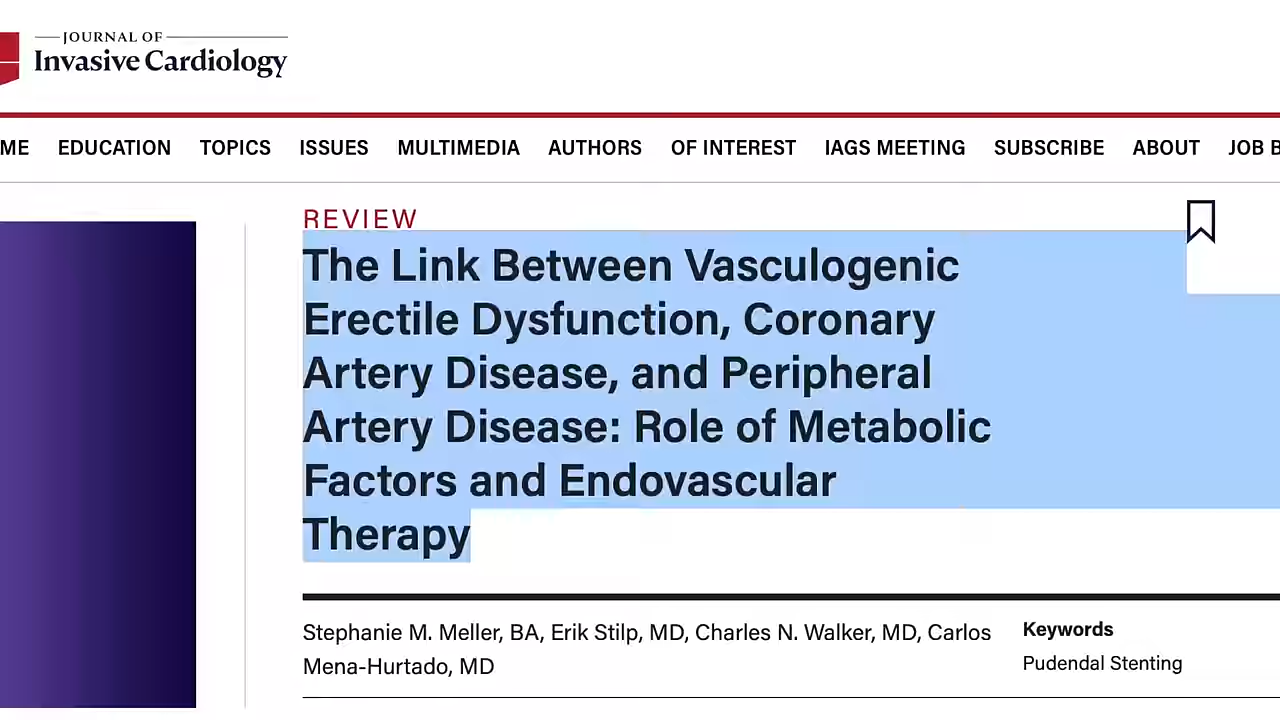 JOURNAL OF
Invasive Cardiology
ME EDUCATION TOPICS ISSUES MULTIMEDIA AUTHORS OF INTEREST IAGS MEETING SUBSCRIBE ABOUT JOB B
REVIEW
The Link Between Vasculogenic
Erectile Dysfunction, Coronary
Artery Disease, and Peripheral
Artery Disease: Role of Metabolic
Factors and Endovascular
Therapy
Stephanie M. Meller, BA, Erik Stilp, MD, Charles N. Walker, MD, Carlos
Mena-Hurtado, MD
Keywords
Pudendal Stenting